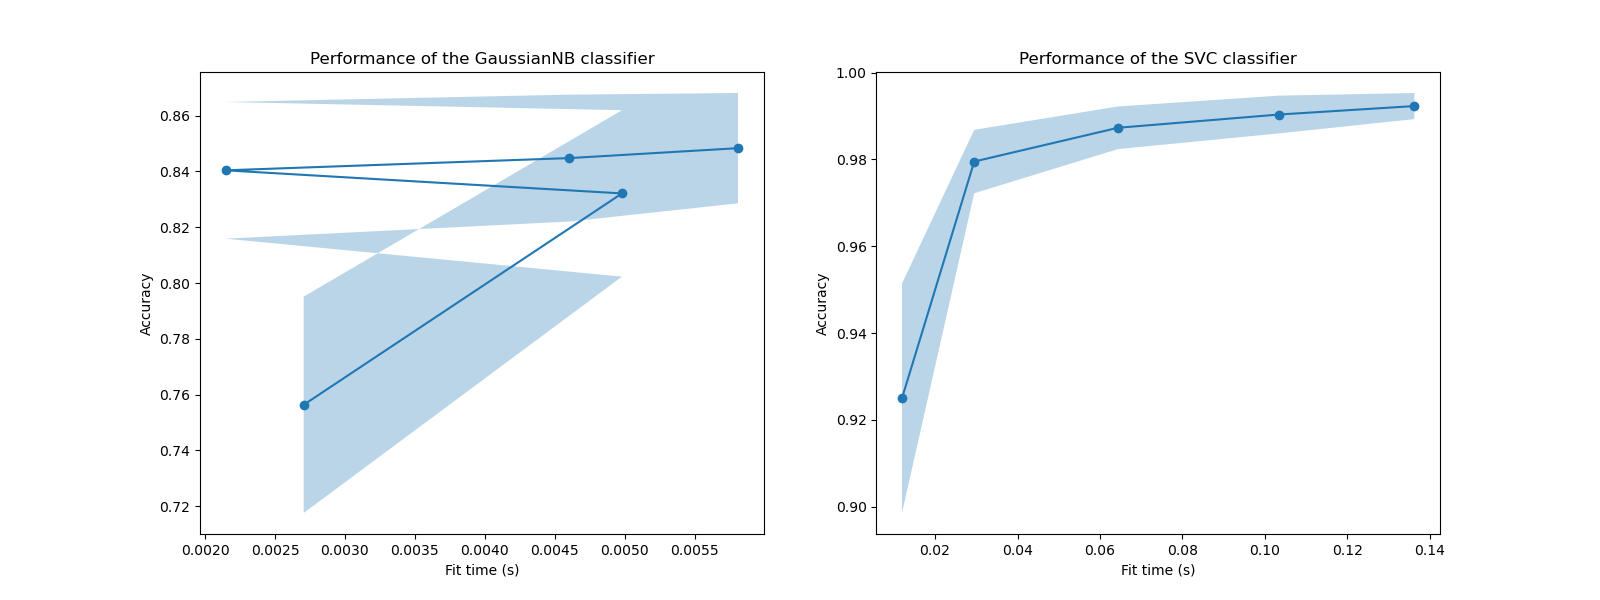 Performance of the GaussianNB classifier
Accuracy
0.86
0.84
0.82
0.80
0.78
0.76
0.74
0.72
0.0020 0.0025 0.0030 0.0035 0.0040 0.0045 0.0050 0.0055
Fit time (s)
Performance of the SVC classifier
Accuracy
1.00
0.98
0.96
0.94
0.92
0.90
0.02 0.04 0.06 0.08 0.10 0.12 0.14
Fit time (s)